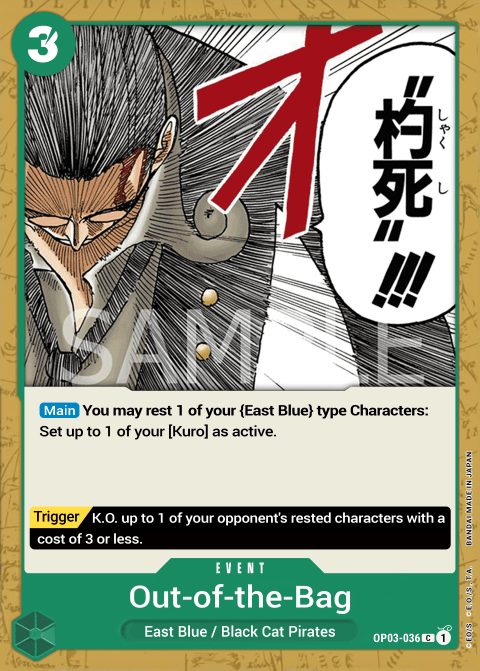 3
"杓死"!!!
しゃく
し
オ
SAMPLE
Main You may rest 1 of your {East Blue} type Characters:
Set up to 1 of your [Kuro] as active.
Trigger K.O. up to 1 of your opponent's rested characters with a
cost of 3 or less.
EVENT
Out-of-the-Bag
East Blue / Black Cat Pirates
OP03-036 C 1
©E.O/S. ©E.O./S.,T.A. BANDAI MADE IN JAPAN